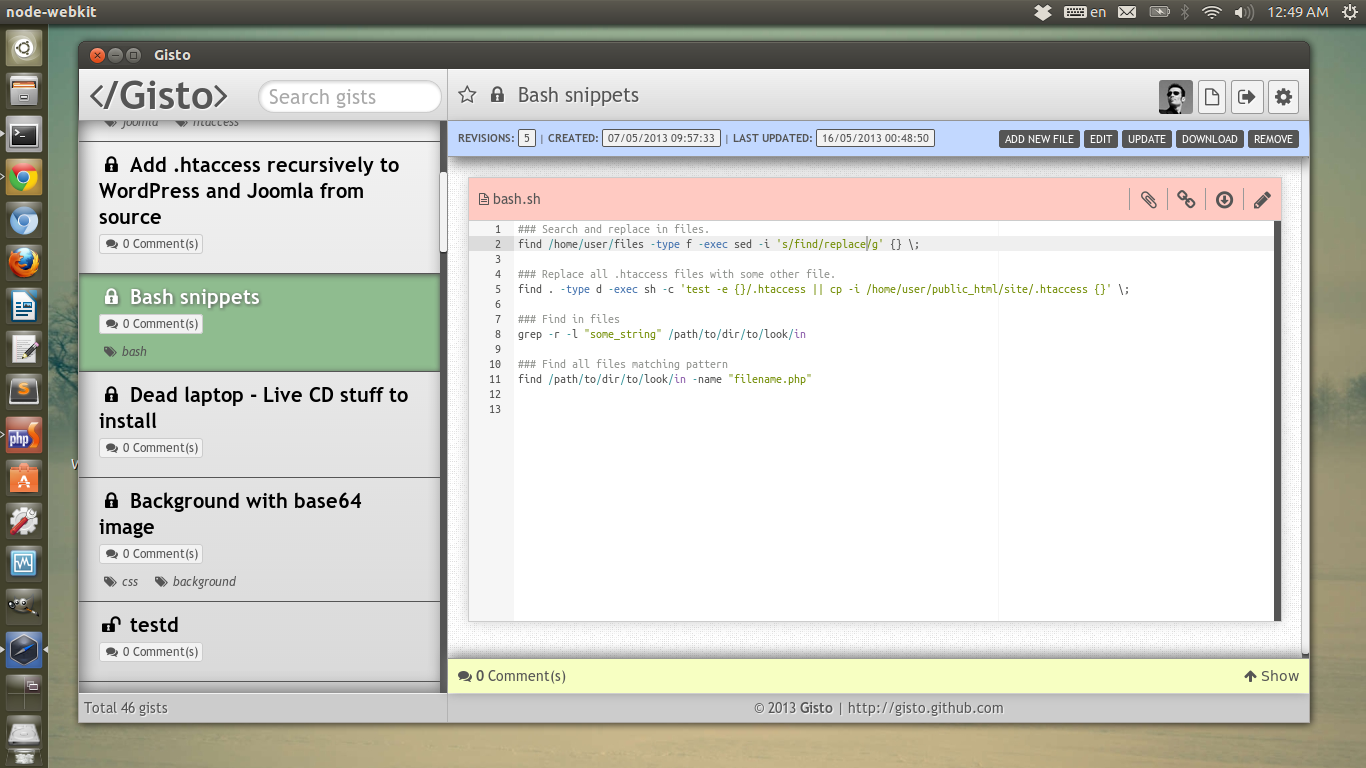 node-webkit
en
12:49 AM
Gisto
</Gisto>
Search gists
Bash snippets
REVISIONS: 5 | CREATED: 07/05/2013 09:57:33 | LAST UPDATED: 16/05/2013 00:48:50
ADD NEW FILE EDIT UPDATE DOWNLOAD REMOVE
joomla htaccess
Add .htaccess recursively to
WordPress and Joomla from
source
0 Comment(s)
Bash snippets
0 Comment(s)
bash
Dead laptop - Live CD stuff to
install
0 Comment(s)
Background with base64
image
0 Comment(s)
css background
testd
0 Comment(s)
Total 46 gists
bash.sh
1 ### Search and replace in files.
2 find /home/user/files -type f -exec sed -i 's/find/replace/g' {} \;
3
4 ### Replace all .htaccess files with some other file.
5 find . -type d -exec sh -c 'test -e {}/.htaccess || cp -i /home/user/public_html/site/.htaccess {}' \;
6
7 ### Find in files
8 grep -r -l "some_string" /path/to/dir/to/look/in
9
10 ### Find all files matching pattern
11 find /path/to/dir/to/look/in -name "filename.php"
12
13
0 Comment(s)
Show
© 2013 Gisto | http://gisto.github.com
php